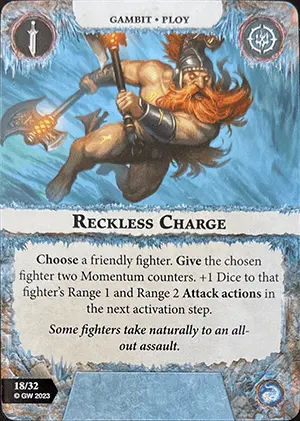 GAMBIT • PLOY
RECKLESS CHARGE
Choose a friendly fighter. Give the chosen
fighter two Momentum counters. +1 Dice to that
fighter's Range 1 and Range 2 Attack actions in
the next activation step.
Some fighters take naturally to an all-
out assault.
18/32
© GW 2023